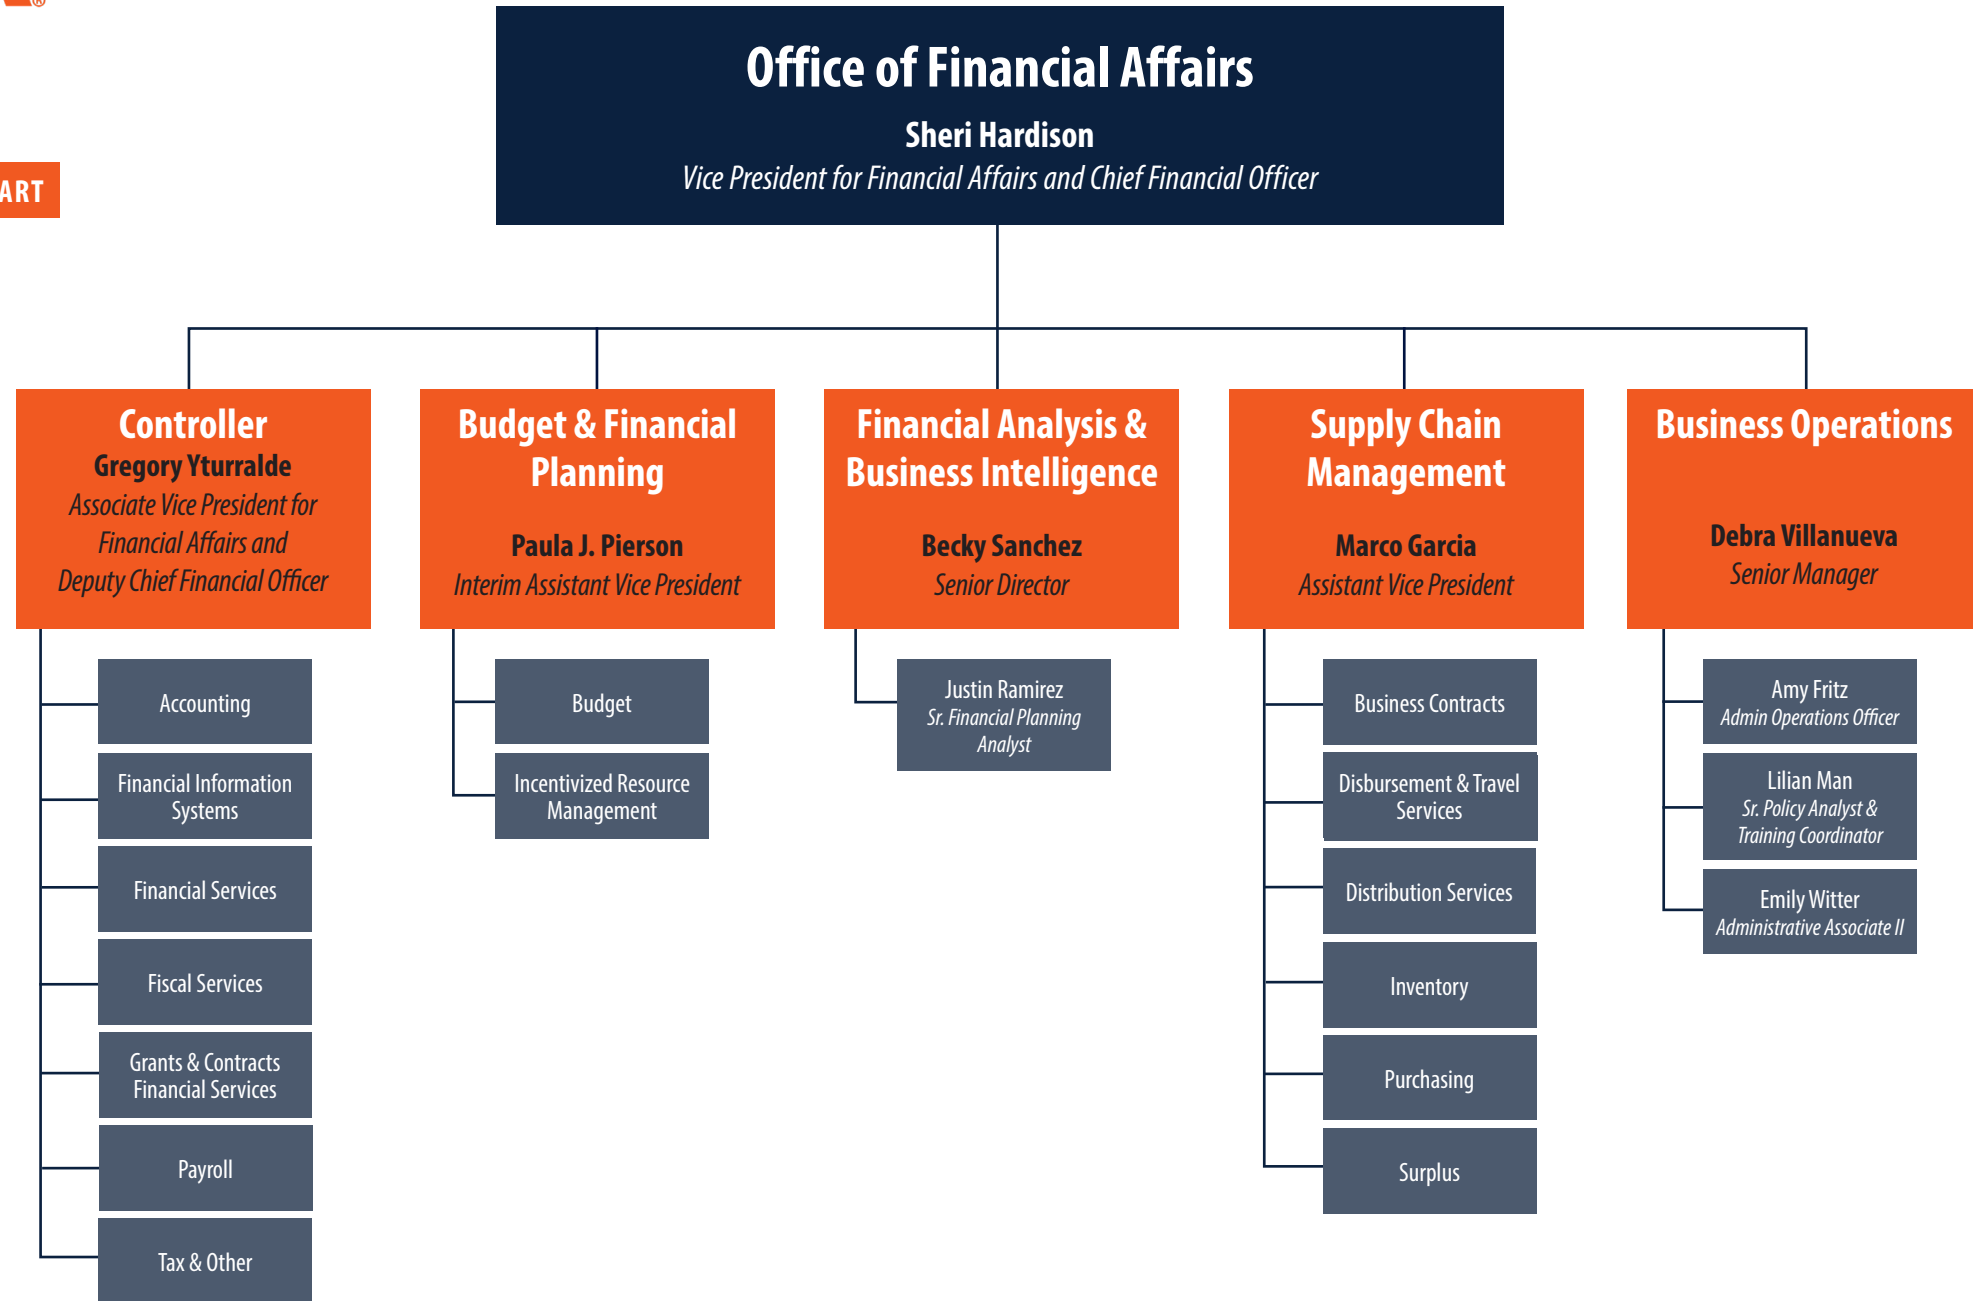 ®
ART
Office of Financial Affairs
Sheri Hardison
Vice President for Financial Affairs and Chief Financial Officer
Controller
Gregory Yturralde
Associate Vice President for
Financial Affairs and
Deputy Chief Financial Officer
Accounting
Financial Information
Systems
Financial Services
Fiscal Services
Grants & Contracts
Financial Services
Payroll
Tax & Other
Budget & Financial
Planning
Paula J. Pierson
Interim Assistant Vice President
Budget
Incentivized Resource
Management
Financial Analysis &
Business Intelligence
Becky Sanchez
Senior Director
Justin Ramirez
Sr. Financial Planning
Analyst
Supply Chain
Management
Marco Garcia
Assistant Vice President
Business Contracts
Disbursement & Travel
Services
Distribution Services
Inventory
Purchasing
Surplus
Business Operations
Debra Villanueva
Senior Manager
Amy Fritz
Admin Operations Officer
Lilian Man
Sr. Policy Analyst &
Training Coordinator
Emily Witter
Administrative Associate II